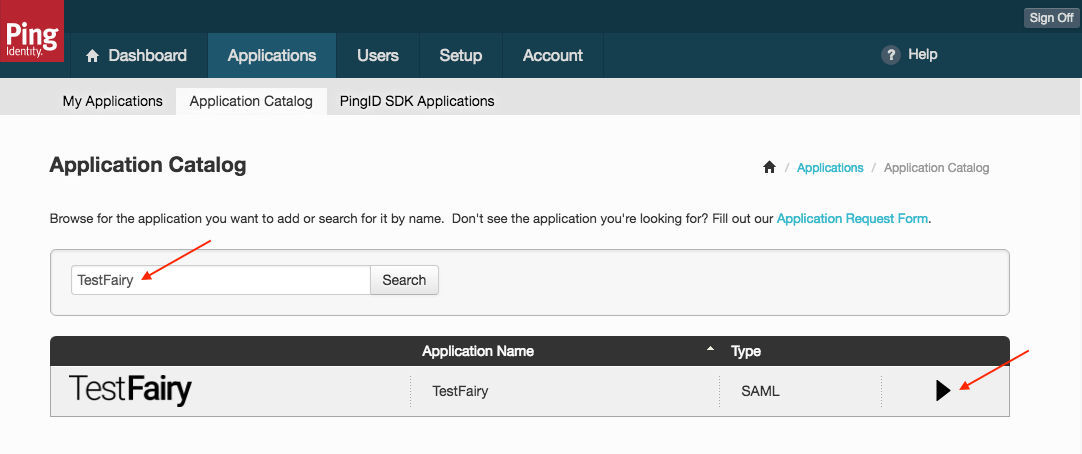 Sign Off
Ping
Identity.
Dashboard Applications Users Setup Account ? Help
My Applications Application Catalog PingID SDK Applications
Application Catalog
/ Applications / Application Catalog
Browse for the application you want to add or search for it by name. Don't see the application you're looking for? Fill out our Application Request Form.
TestFairy Search
Application Name Type
TestFairy TestFairy SAML